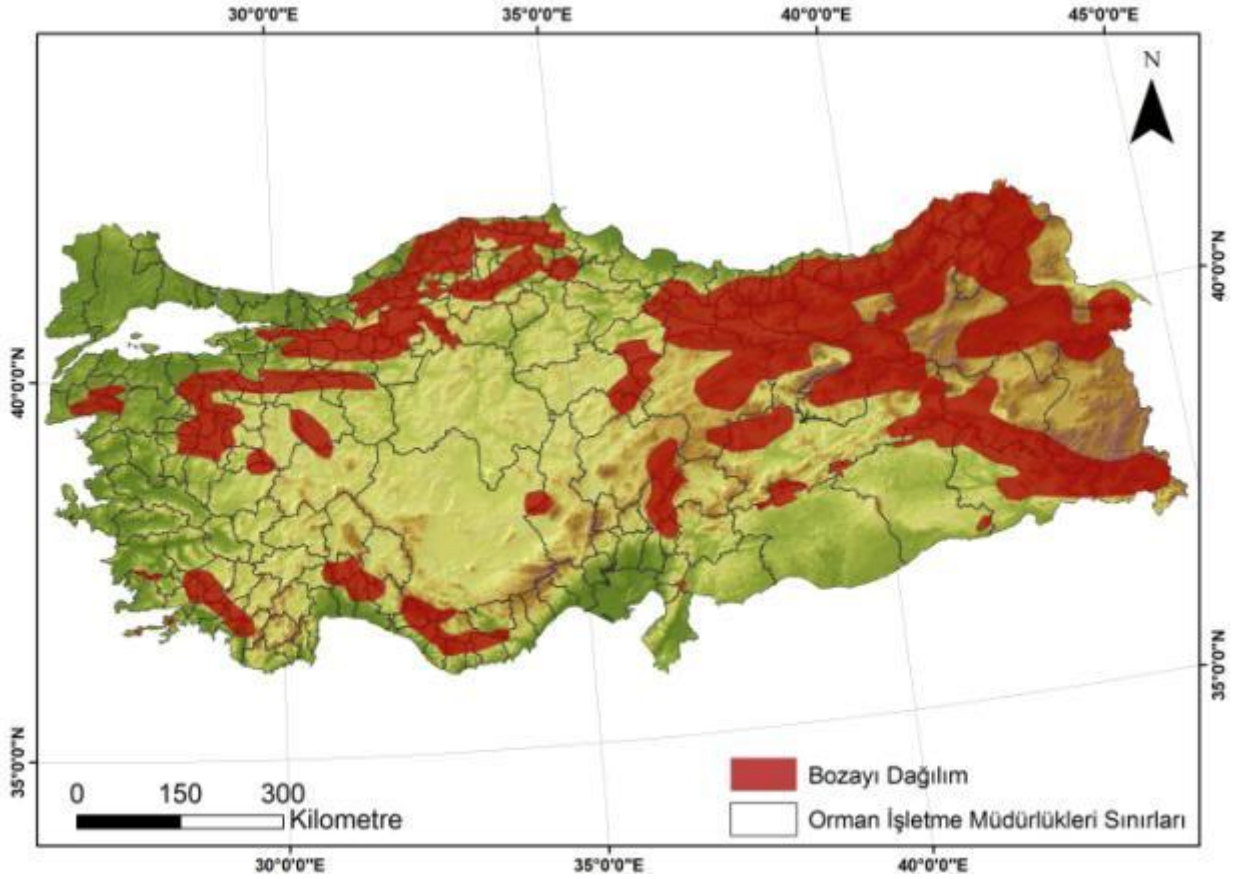 30°0'0"E 35°0'0"E 40°0'0"E 45°0'0"E
N
40°0'0"N
40°0'0"N
35°0'0"N
35°0'0"N
Bozayı Dağılım
0 150 300
Kilometre
Orman İşletme Müdürlükleri Sınırları
30°0'0"E 35°0'0"E 40°0'0"E